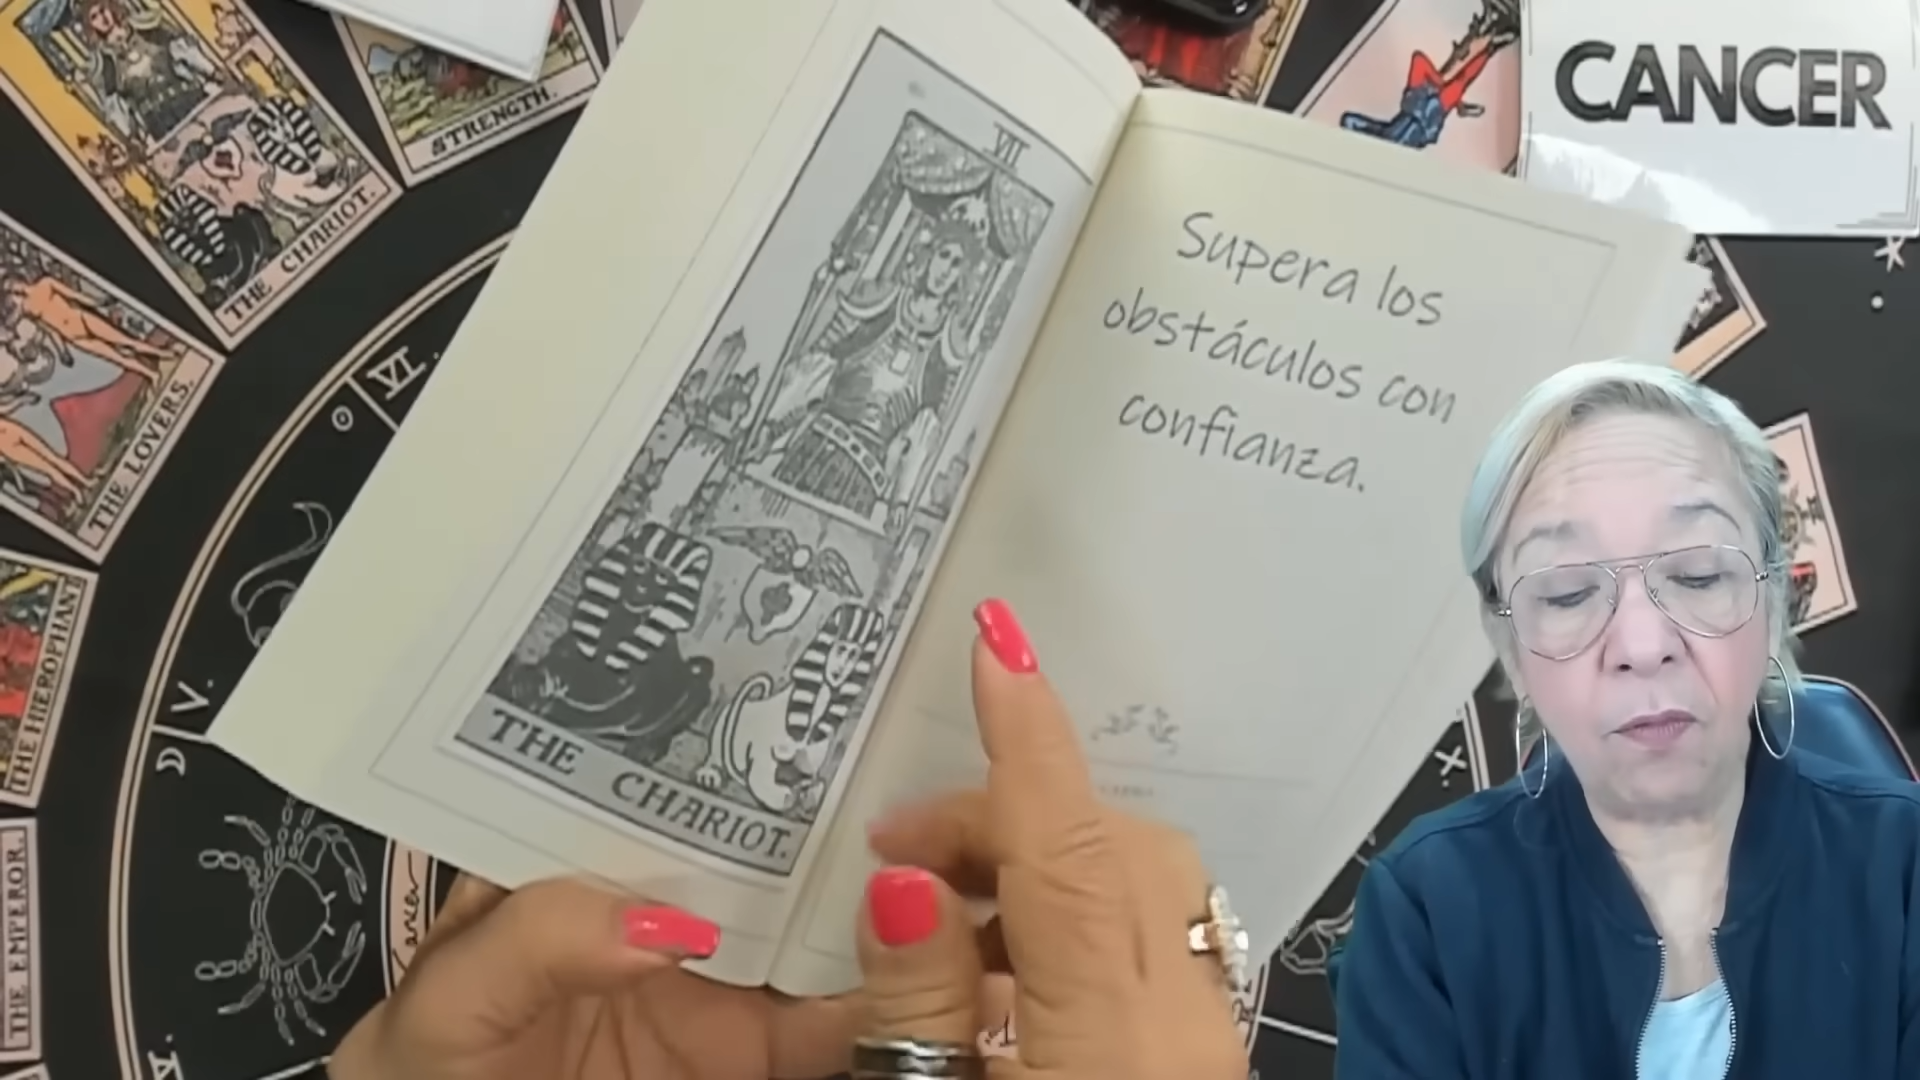 CANCER
STRENGTH.
THE CHARIOT.
THE LOVERS.
THE HIEROPHANT
THE EMPEROR.
VI.
V.
VII
THE CHARIOT.
Supera los
obstáculos con
confianza.